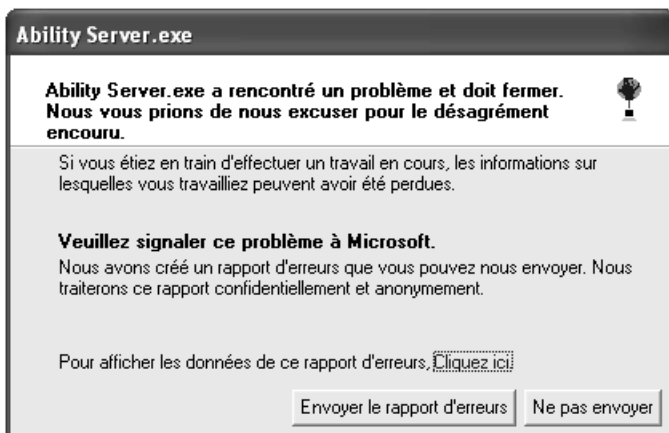 Ability Server.exe
Ability Server.exe a rencontré un problème et doit fermer.
Nous vous prions de nous excuser pour le désagrément
encouru.
Si vous étiez en train d'effectuer un travail en cours, les informations sur
lesquelles vous travailliez peuvent avoir été perdues.
Veuillez signaler ce problème à Microsoft.
Nous avons créé un rapport d'erreurs que vous pouvez nous envoyer. Nous
traiterons ce rapport confidentiellement et anonymement.
Pour afficher les données de ce rapport d'erreurs, Cliquez ici.
Envoyer le rapport d'erreurs Ne pas envoyer